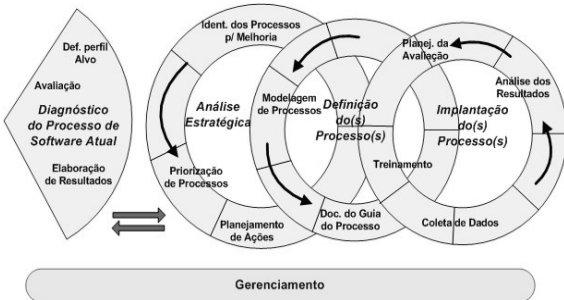 Def. perfil
Alvo
Avaliação
Diagnóstico
do Processo de
Software Atual
Elaboração
de Resultados
Ident. dos Processos
p/ Melhoria
Análise
Estratégica
Priorização
de Processos
Planejamento
de Ações
Modelagem
de Processos
Definição
do(s)
Processo(s)
Doc. do Guia
do Processo
Planej. da
Avaliação
Análise dos
Resultados
Implantação
do(s)
Processo(s)
Treinamento
Coleta de Dados
Gerenciamento